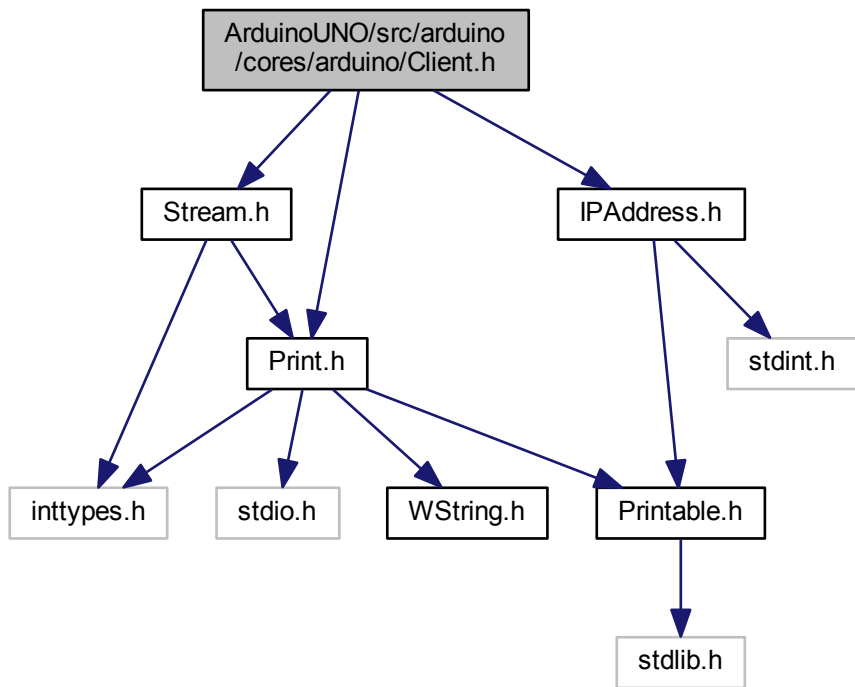 ArduinoUNO/src/arduino
/cores/arduino/Client.h
Stream.h
IPAddress.h
Print.h
stdint.h
inttypes.h
stdio.h
WString.h
Printable.h
stdlib.h